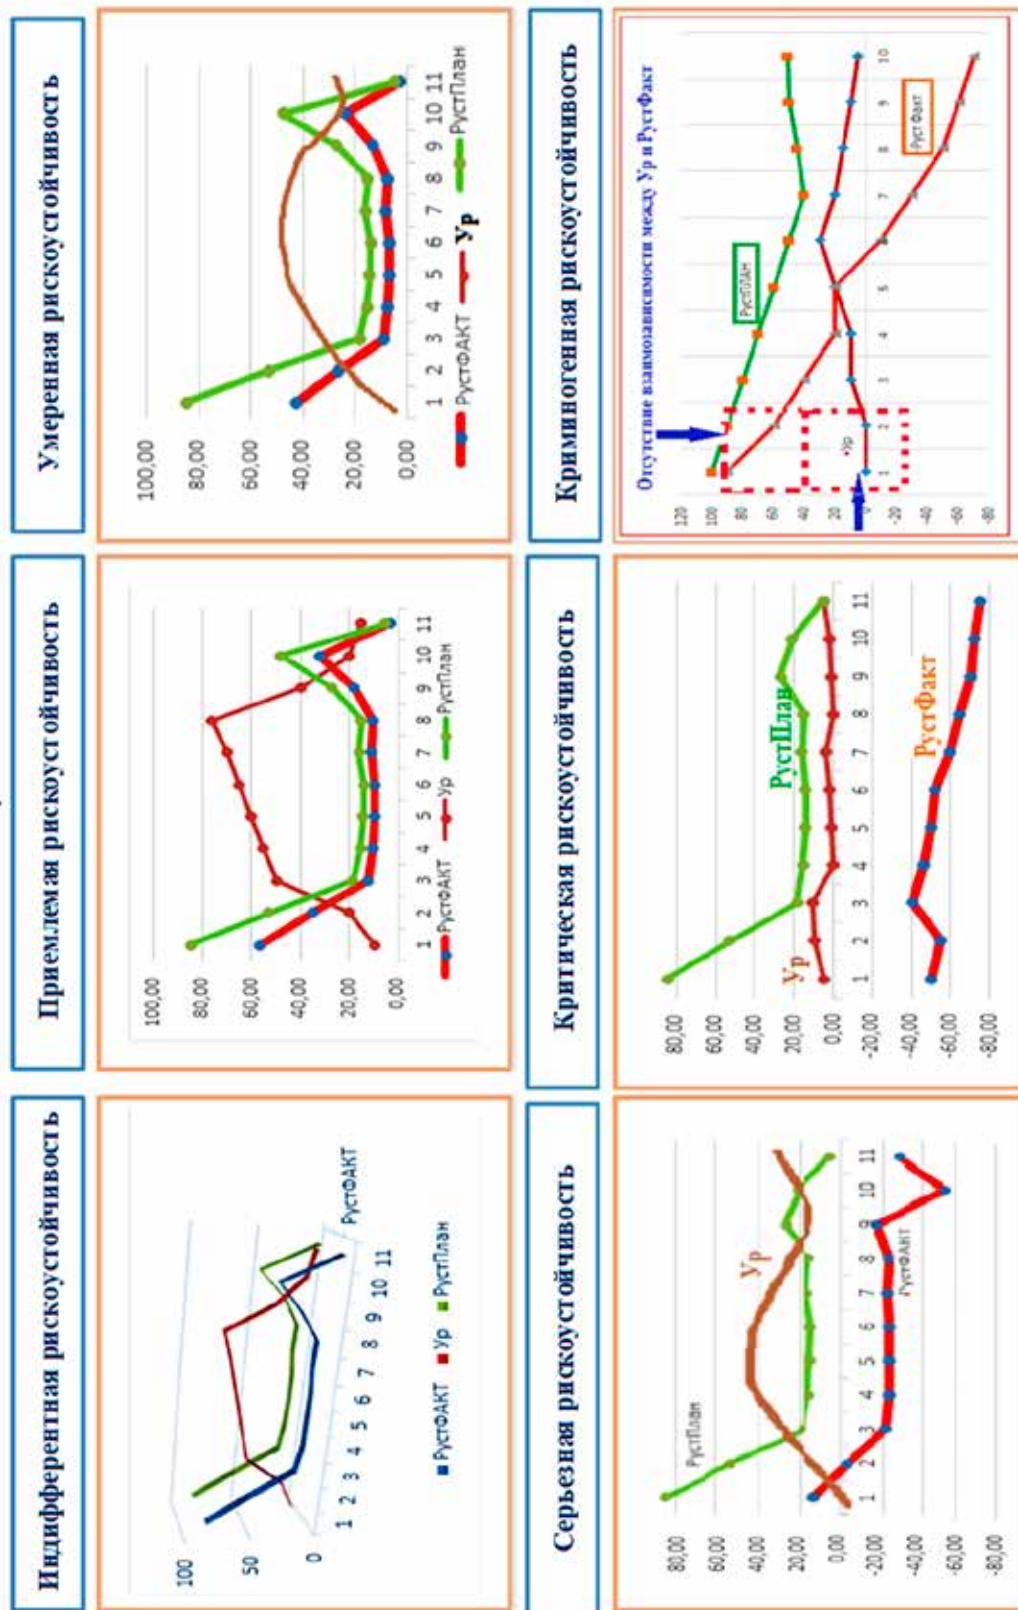 Индифферентная рискоустойчивость
100
50
0
1 2 3 4 5 6 7 8 9 10 11
РустФАКТ
РустФАКТ Ур РустПлан
Приемлемая рискоустойчивость
100,00
80,00
60,00
40,00
20,00
0,00
1 2 3 4 5 6 7 8 9 10 11
РустФАКТ Ур РустПлан
Умеренная рискоустойчивость
100,00
80,00
60,00
40,00
20,00
0,00
1 2 3 4 5 6 7 8 9 10 11
РустФАКТ Ур РустПлан
Серьезная рискоустойчивость
РустПлан
Ур
80,00
60,00
40,00
20,00
0,00
-20,00
-40,00
-60,00
-80,00
1 2 3 4 5 6 7 8 9 10 11
РустФАКТ
Критическая рискоустойчивость
80,00
60,00
40,00
20,00
0,00
-20,00
-40,00
-60,00
-80,00
Ур
РустПлан
1 2 3 4 5 6 7 8 9 10 11
РустФакт
Криминогенная рискоустойчивость
Отсутствие взаимозависимости между Ур и РустФакт
120
100
80
60
40
20
0
-20
-40
-60
-80
РустПЛАН
Ур
1 2 3 4 5 6 7 8 9 10
РустФакт